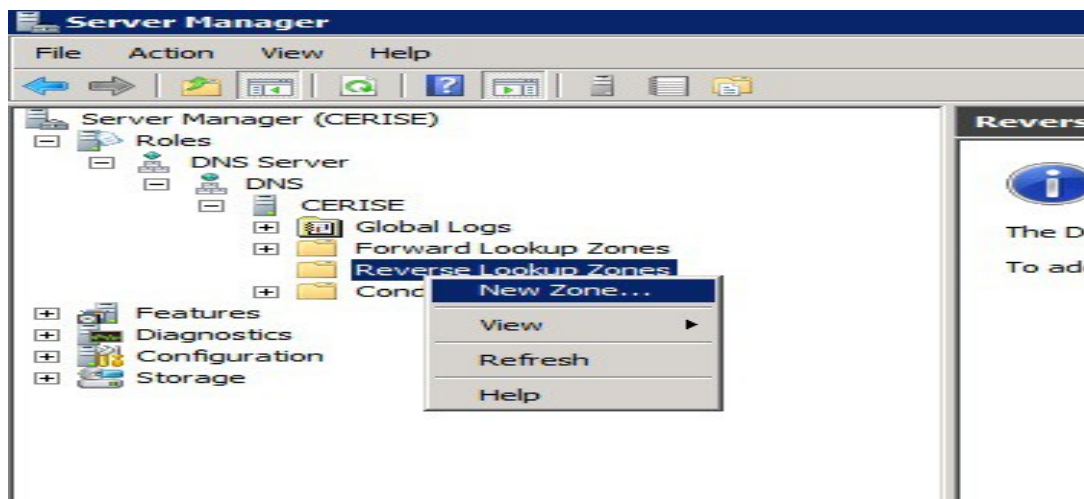 Server Manager
File Action View Help
Server Manager (CERISE)
Roles
DNS Server
DNS
CERISE
Global Logs
Forward Lookup Zones
Reverse Lookup Zones
Cond
New Zone...
View
Refresh
Help
Features
Diagnostics
Configuration
Storage
Revers
The D
To ad